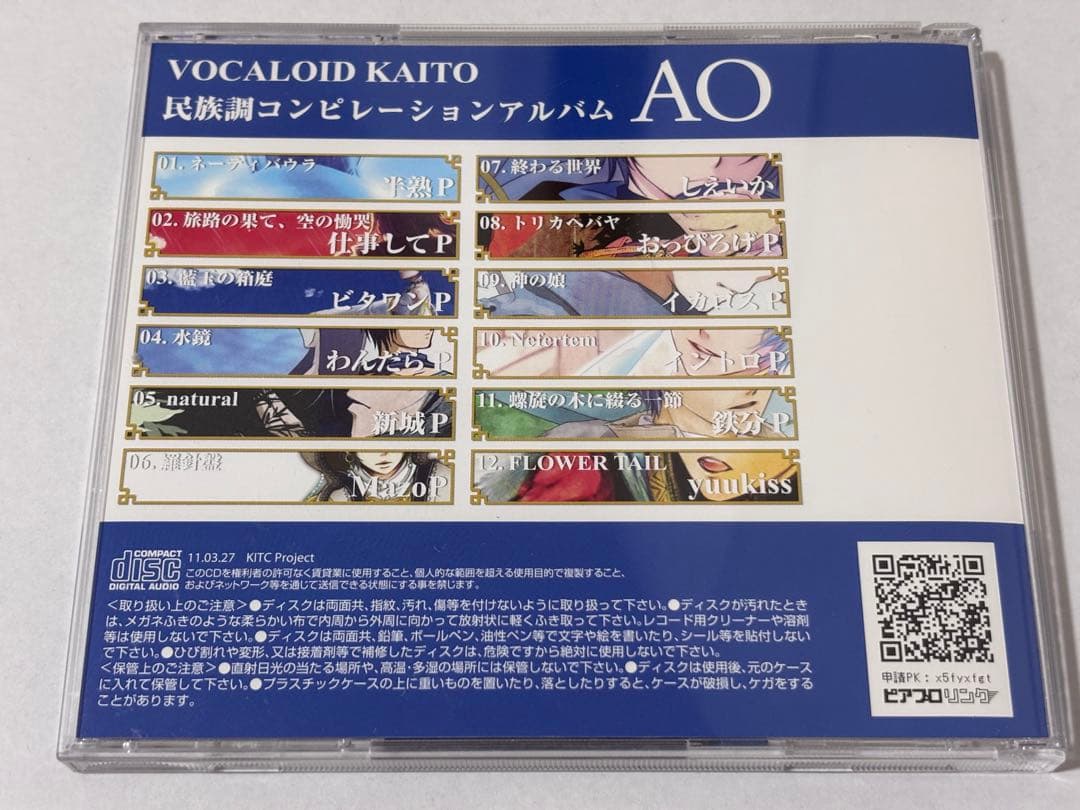 VOCALOID KAITO
民族調コンピレーションアルバム AO
01. ネーティバウラ
半熟P
02. 旅路の果て、空の慟哭
仕事してP
03. 藍玉の箱庭
ビタワンP
04. 水鏡
わんだらP
05. natural
新城P
06. 羅針盤
MazoP
07. 終わる世界
しえいか
08. トリカヘバヤ
おっぴろげP
09. 神の娘
イカロスP
10. Nefertem
イントロP
11. 螺旋の木に綴る一節
鉄分P
12. FLOWER TAIL
yuukiss
COMPACT
disc
DIGITAL AUDIO
11.03.27 KITC Project
このCDを権利者の許可なく賃貸業に使用すること、個人的な範囲を超える使用目的で複製すること、
およびネットワーク等を通じて送信できる状態にする事を禁じます。
<取り扱い上のご注意>●ディスクは両面共、指紋、汚れ、傷等を付けないように取り扱って下さい。●ディスクが汚れたとき
は、メガネふきのような柔らかい布で内周から外周に向かって放射状に軽くふき取って下さい。レコード用クリーナーや溶剤
等は使用しないで下さい。●ディスクは両面共、鉛筆、ボールペン、油性ペン等で文字や絵を書いたり、シール等を貼付しない
で下さい。●ひび割れや変形、又は接着剤等で補修したディスクは、危険ですから絶対に使用しないで下さい。
<保管上のご注意>●直射日光の当たる場所や、高温・多湿の場所には保管しないで下さい。●ディスクは使用後、元のケース
に入れて保管して下さい。●プラスチックケースの上に重いものを置いたり、落としたりすると、ケースが破損し、ケガをする
ことがあります。
申請PK: x5fyxfgt
ピアプロリンク